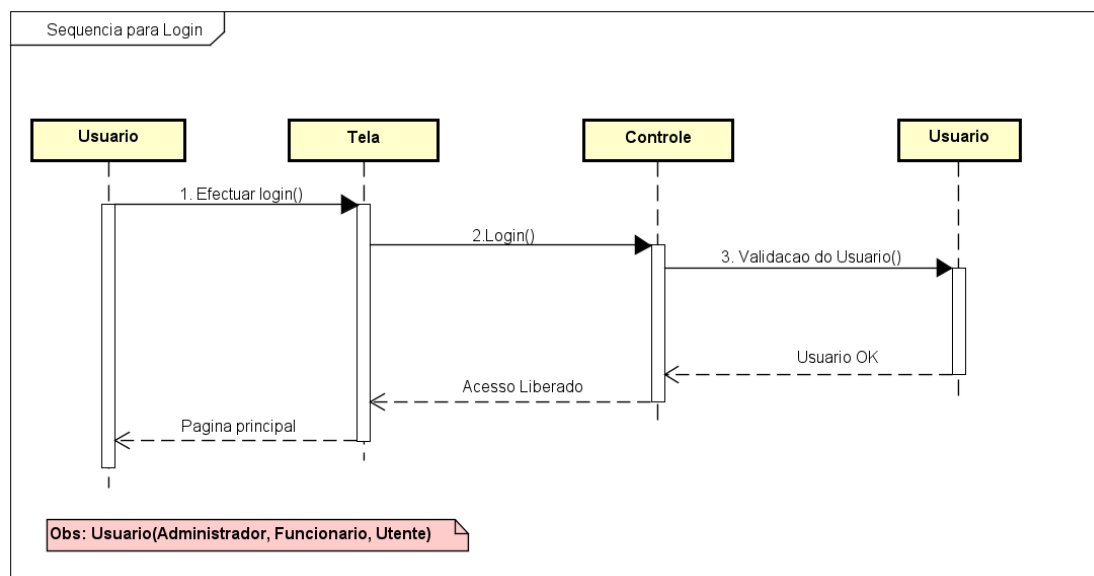 Sequencia para Login
Usuario
Tela
Controle
Usuario
1. Efectuar login()
2.Login()
3. Validacao do Usuario()
Usuario OK
Acesso Liberado
Pagina principal
Obs: Usuario(Administrador, Funcionario, Utente)